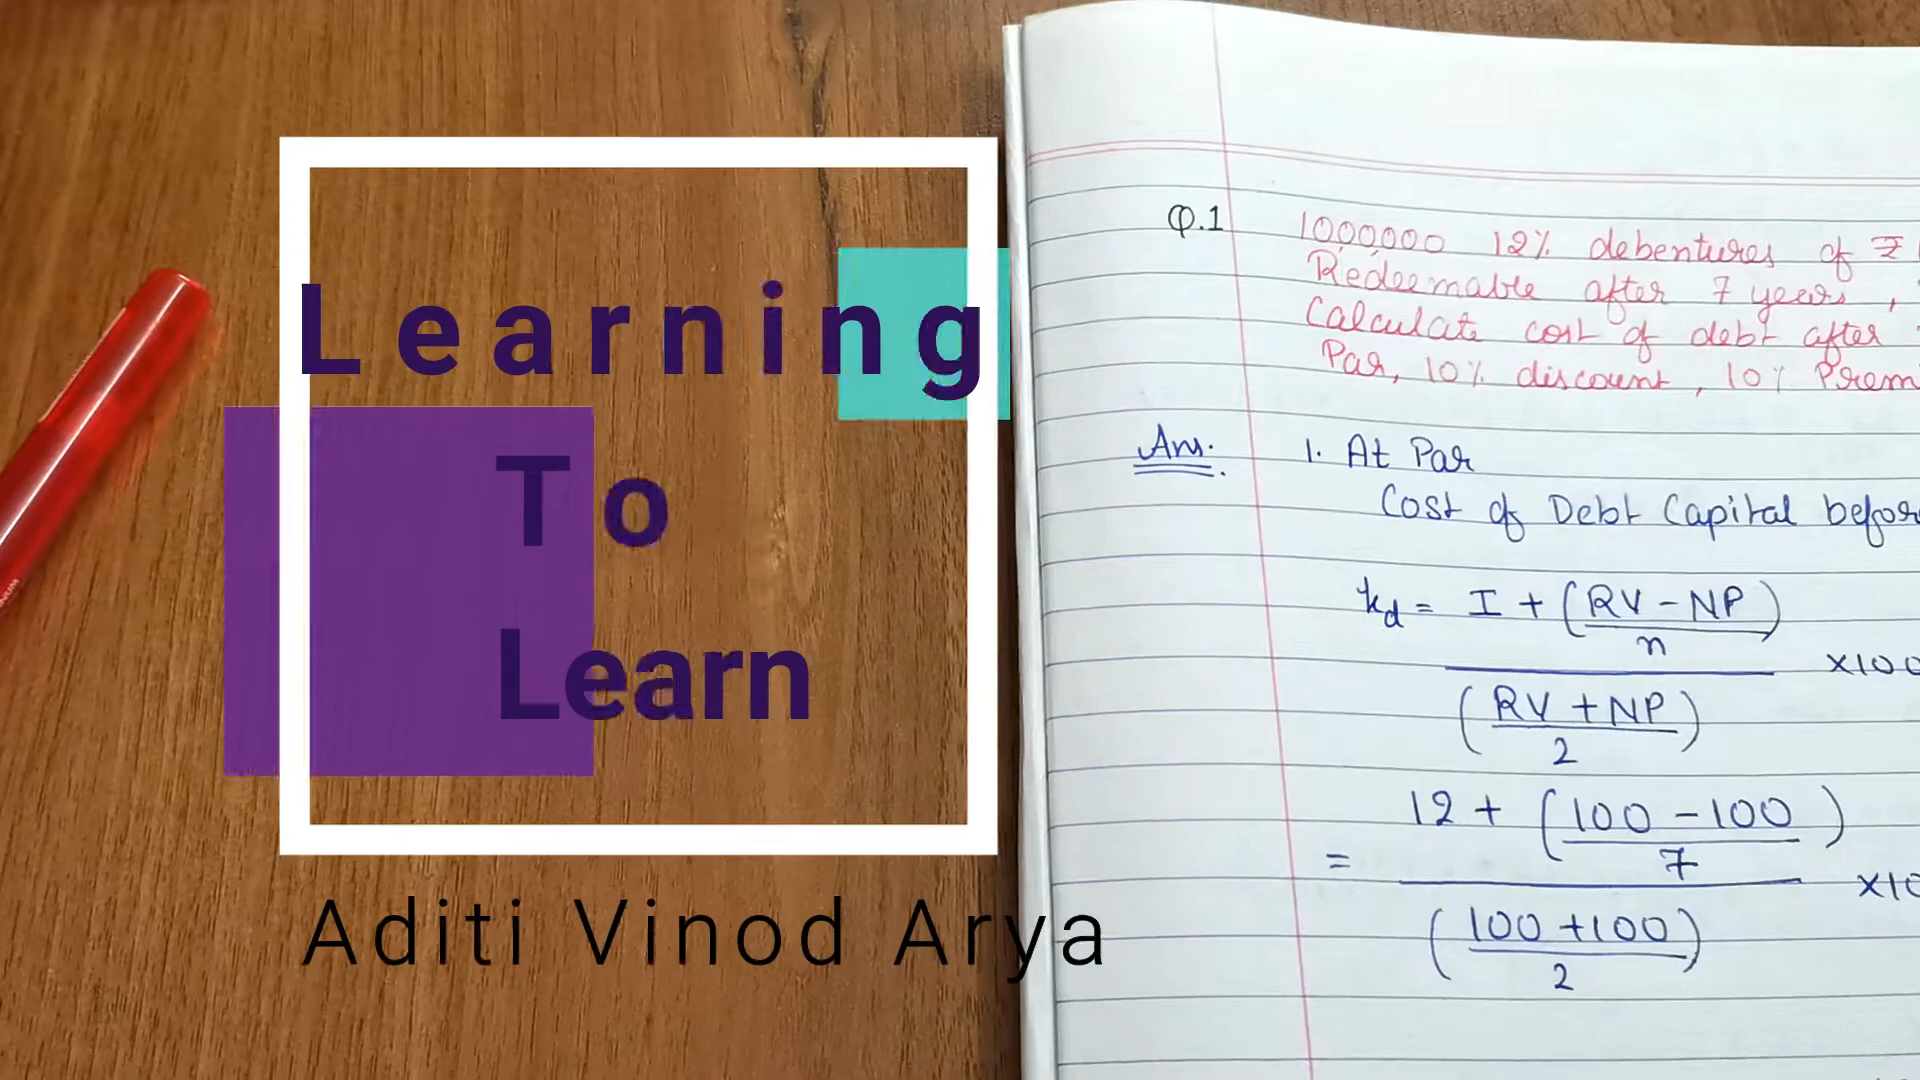 Learning
To
Learn
Aditi Vinod Arya
Q.1 1000000 12% debentures of ₹
Redeemable after 7 years,
Calculate cost of debt after
Par, 10% discount, 10% Prem
Ans. 1. At Par
Cost of Debt Capital befor
kd = I + (RV - NP)
n
x100
(RV + NP)
2
12 + (100 - 100)
7
= x10
(100 + 100)
2